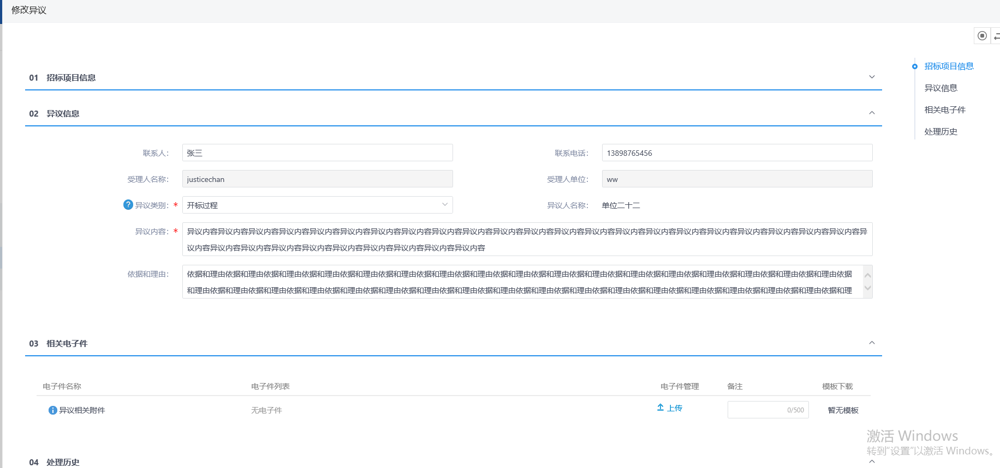 修改异议
01 招标项目信息
招标项目信息
异议信息
相关电子件
处理历史
02 异议信息
联系人： 张三 联系电话： 13898765456
受理人名称： justicechan 受理人单位： ww
? 异议类别： * 开标过程 异议人名称： 单位二十二
异议内容： * 异议内容异议内容异议内容异议内容异议内容异议内容异议内容异议内容异议内容异议内容异议内容异议内容异议内容异议内容异议内容异议内容异议内容异议内容异议内容异议内容异议内容异议内容异
议内容异议内容异议内容异议内容异议内容异议内容异议内容异议内容异议内容异议内容
依据和理由： 依据和理由依据和理由依据和理由依据和理由依据和理由依据和理由依据和理由依据和理由依据和理由依据和理由依据和理由依据和理由依据和理由依据和理由依据和理由依据和理由依据和理由依据
和理由依据和理由依据和理由依据和理由依据和理由依据和理由依据和理由依据和理由依据和理由依据和理由依据和理由依据和理由依据和理由依据和理由依据和理由依据和理由依据和理由依据和理
03 相关电子件
电子件名称 电子件列表 电子件管理 备注 模板下载
异议相关附件 无电子件 上传 0/500 暂无模板
激活 Windows
转到“设置”以激活 Windows。
04 处理历史